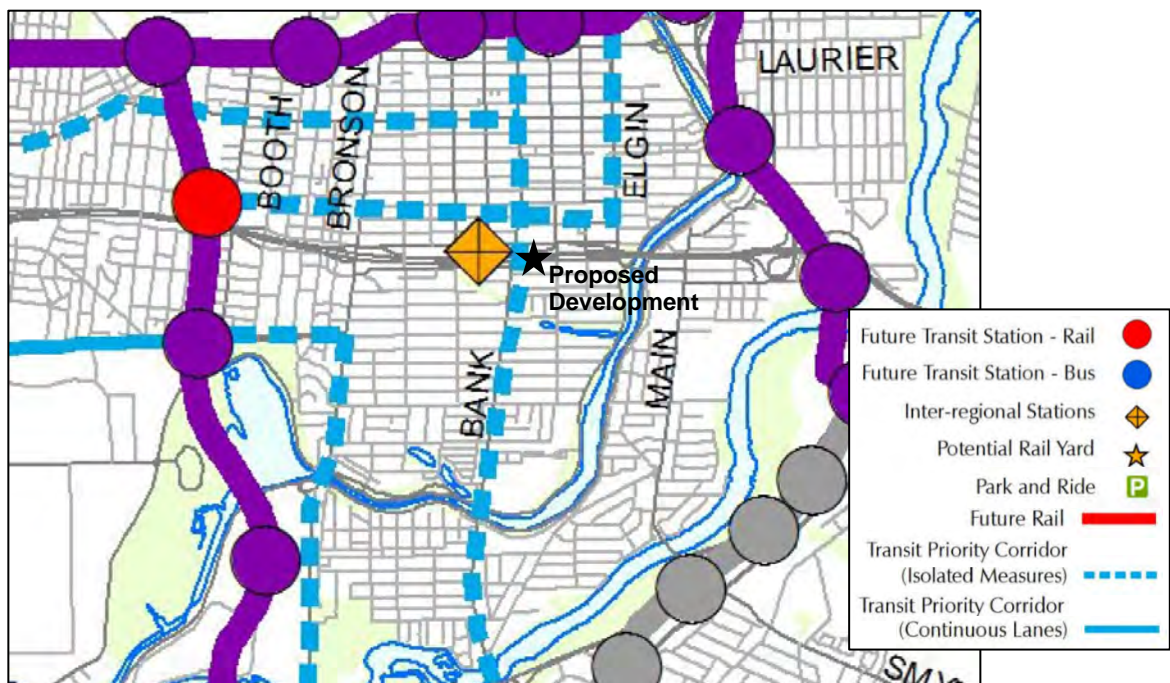 LAURIER
BOOTH
BRONSON
ELGIN
Proposed
Development
MAIN
BANK
Future Transit Station - Rail
Future Transit Station - Bus
Inter-regional Stations
Potential Rail Yard
Park and Ride
P
Future Rail
Transit Priority Corridor
(Isolated Measures)
Transit Priority Corridor
(Continuous Lanes)